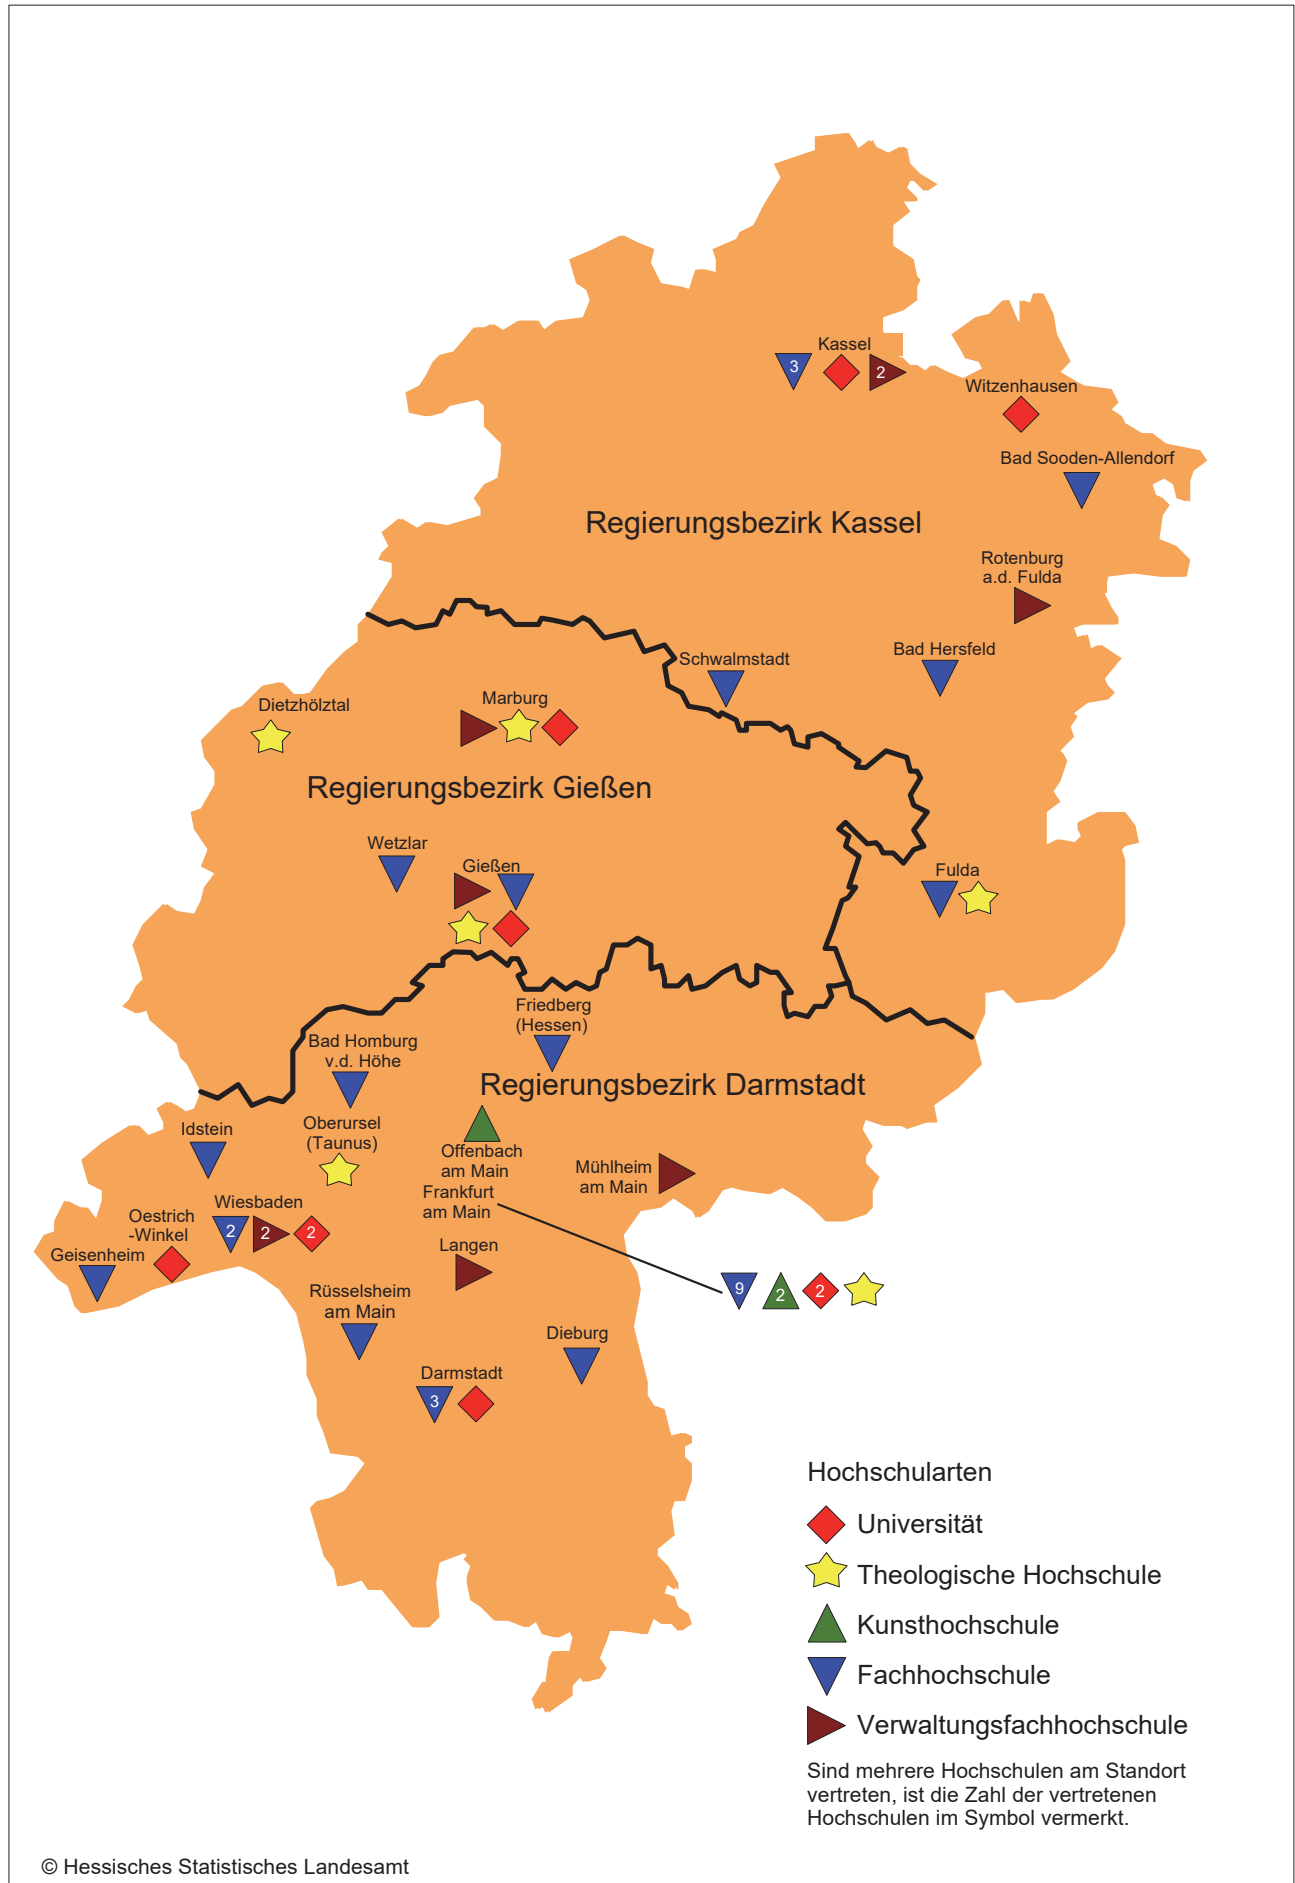 Kassel
3
2
Witzenhausen
Bad Sooden-Allendorf
Regierungsbezirk Kassel
Rotenburg
a.d. Fulda
Bad Hersfeld
Schwalmstadt
Marburg
Dietzhölztal
Regierungsbezirk Gießen
Wetzlar
Gießen
Fulda
Friedberg
(Hessen)
Bad Homburg
v.d. Höhe
Regierungsbezirk Darmstadt
Idstein
Oberursel
(Taunus)
Offenbach
am Main
Mühlheim
am Main
Frankfurt
am Main
9
2
2
Wiesbaden
2
2
2
Oestrich
-Winkel
Geisenheim
Langen
Rüsselsheim
am Main
Dieburg
Darmstadt
3
Hochschularten
Universität
Theologische Hochschule
Kunsthochschule
Fachhochschule
Verwaltungsfachhochschule
Sind mehrere Hochschulen am Standort
vertreten, ist die Zahl der vertretenen
Hochschulen im Symbol vermerkt.
© Hessisches Statistisches Landesamt